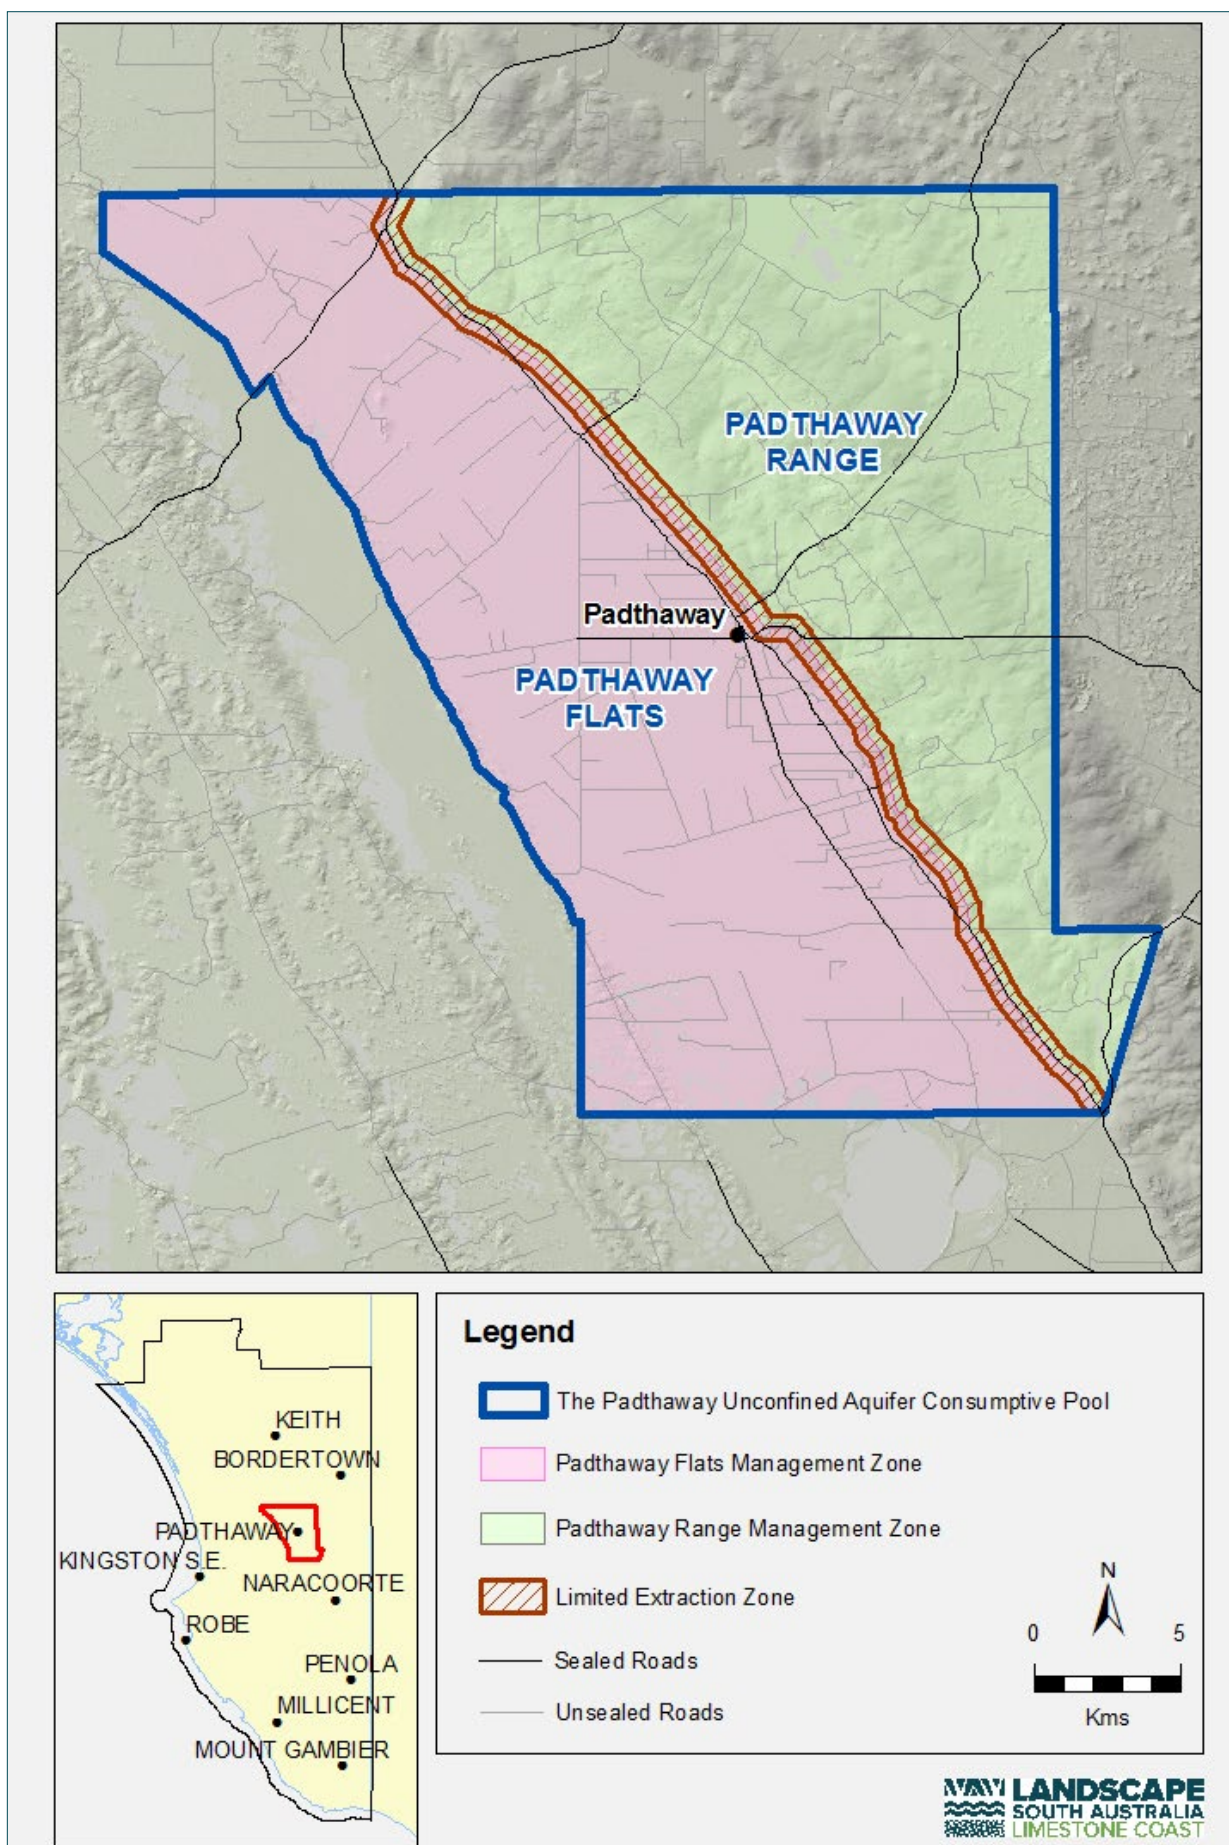 PADTHAWAY
RANGE
Padthaway
PADTHAWAY
FLATS
KEITH
BORDERTOWN
PADTHAWAY
KINGSTON S.E.
NARACOORTE
ROBE
PENOLA
MILLICENT
MOUNT GAMBIER
Legend
The Padthaway Unconfined Aquifer Consumptive Pool
Padthaway Flats Management Zone
Padthaway Range Management Zone
Limited Extraction Zone
Sealed Roads
Unsealed Roads
N
0 5
Kms
LANDSCAPE
SOUTH AUSTRALIA
LIMESTONE COAST